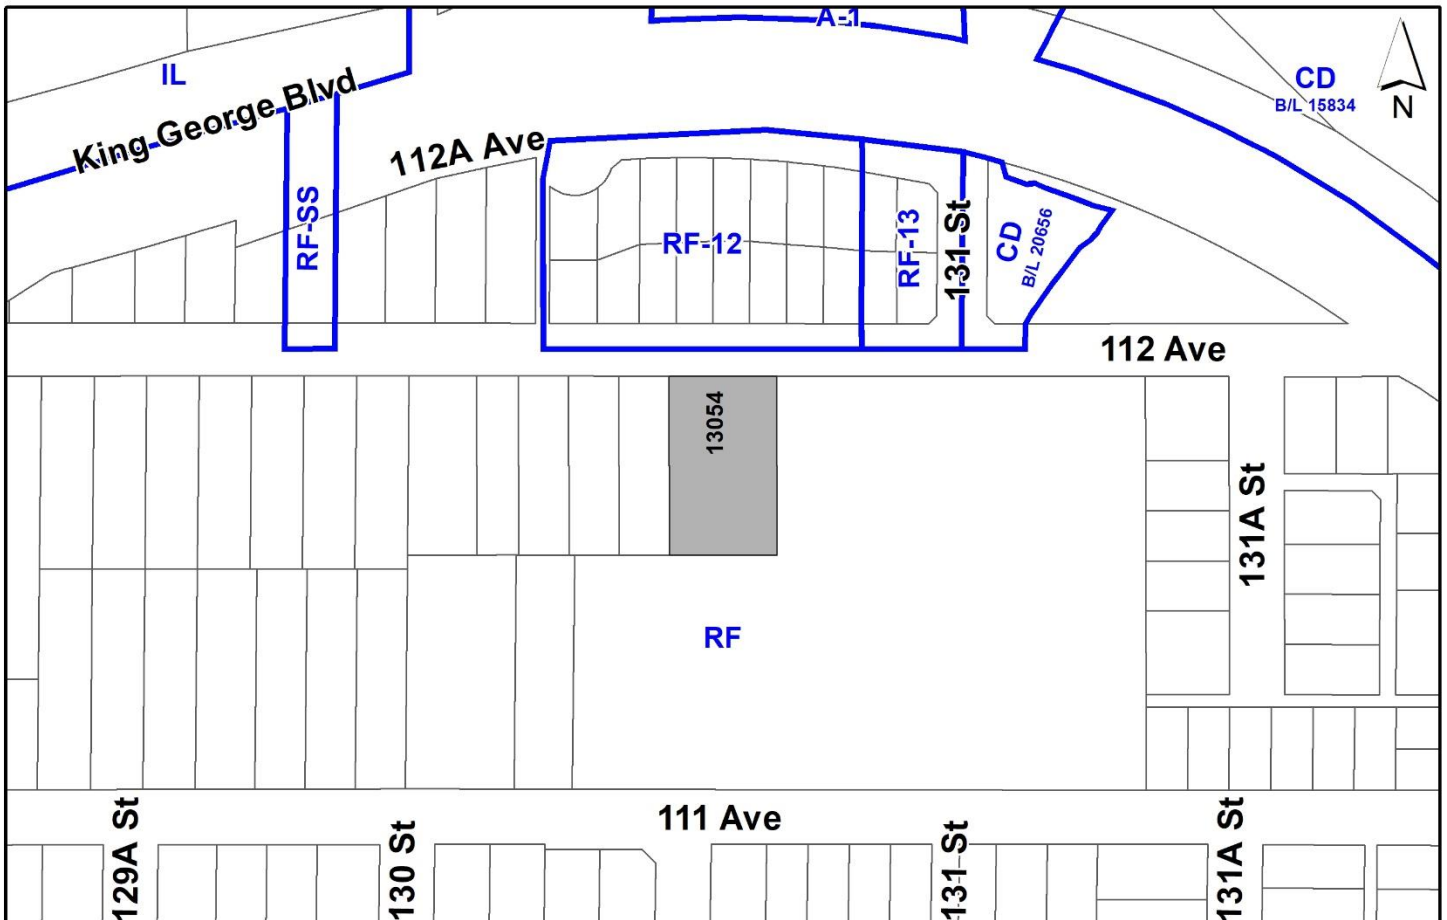 A-1
IL
CD
B/L 15834
N
King George Blvd
112A Ave
RF-SS
RF-12
RF-13
131 St
CD
B/L 20656
112 Ave
13054
131A St
RF
111 Ave
129A St
130 St
131 St
131A St